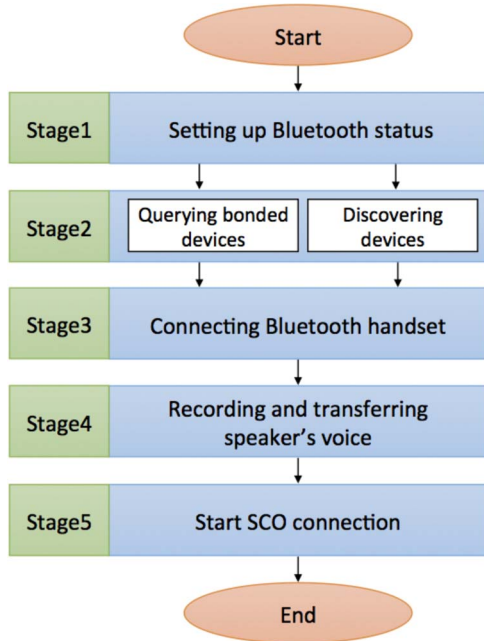 Start
Stage1
Setting up Bluetooth status
Stage2
Querying bonded
devices
Discovering
devices
Stage3
Connecting Bluetooth handset
Stage4
Recording and transferring
speaker’s voice
Stage5
Start SCO connection
End